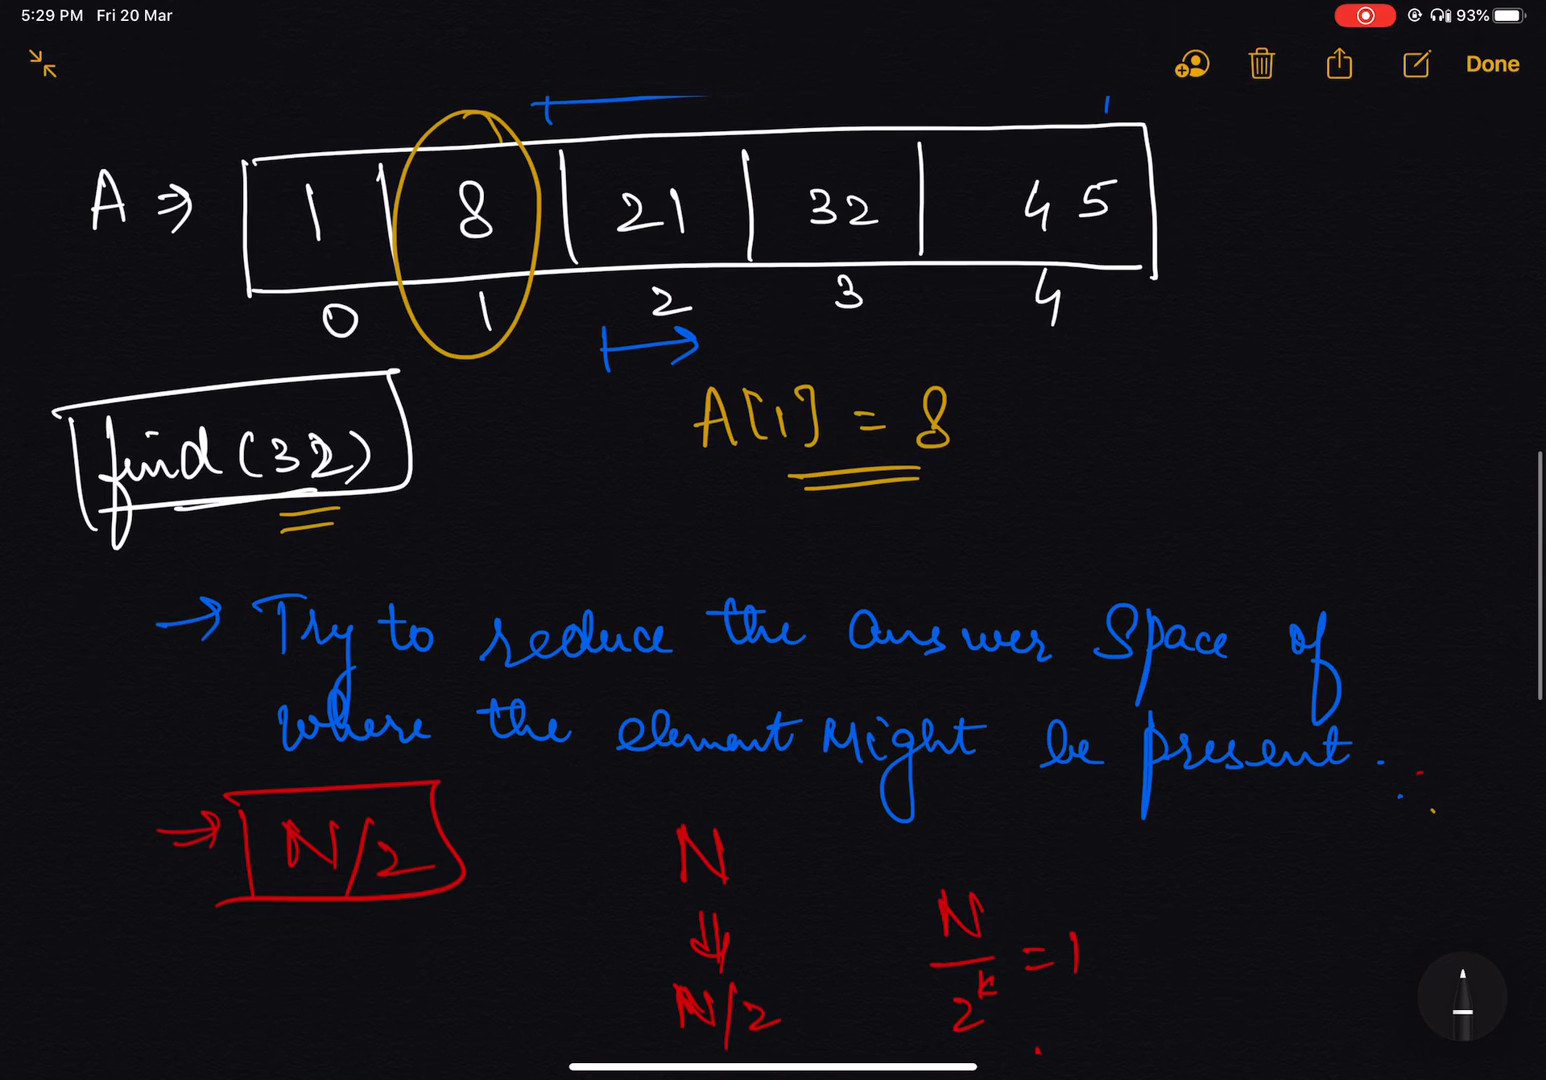 5:29 PM Fri 20 Mar 93%
Done
A ⇒ 1 8 21 32 45
0 1 2 3 4
A[1] = 8
find(32)
→ Try to reduce the answer space of
where the element Might be present.
⇒ N/2
N
⇓
N/2
N/2^k = 1